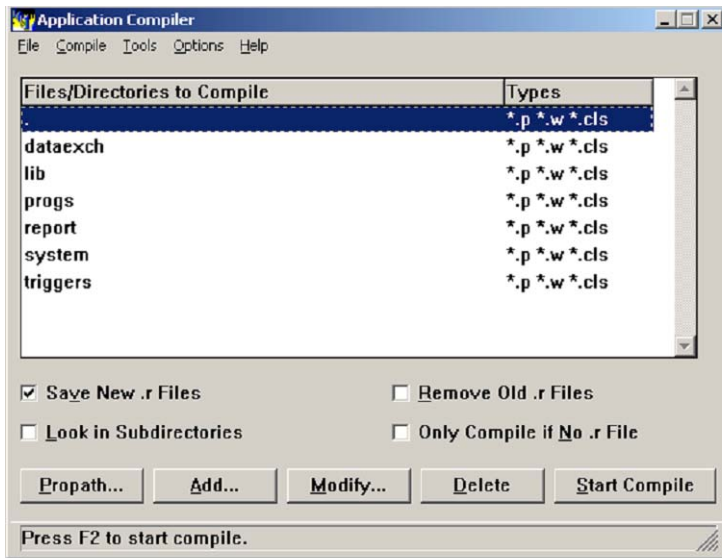 Application Compiler
File Compile Tools Options Help
Files/Directories to Compile Types
. *.p *.w *.cls
dataexch *.p *.w *.cls
lib *.p *.w *.cls
progs *.p *.w *.cls
report *.p *.w *.cls
system *.p *.w *.cls
triggers *.p *.w *.cls
Save New .r Files Remove Old .r Files
Look in Subdirectories Only Compile if No .r File
Propath... Add... Modify... Delete Start Compile
Press F2 to start compile.